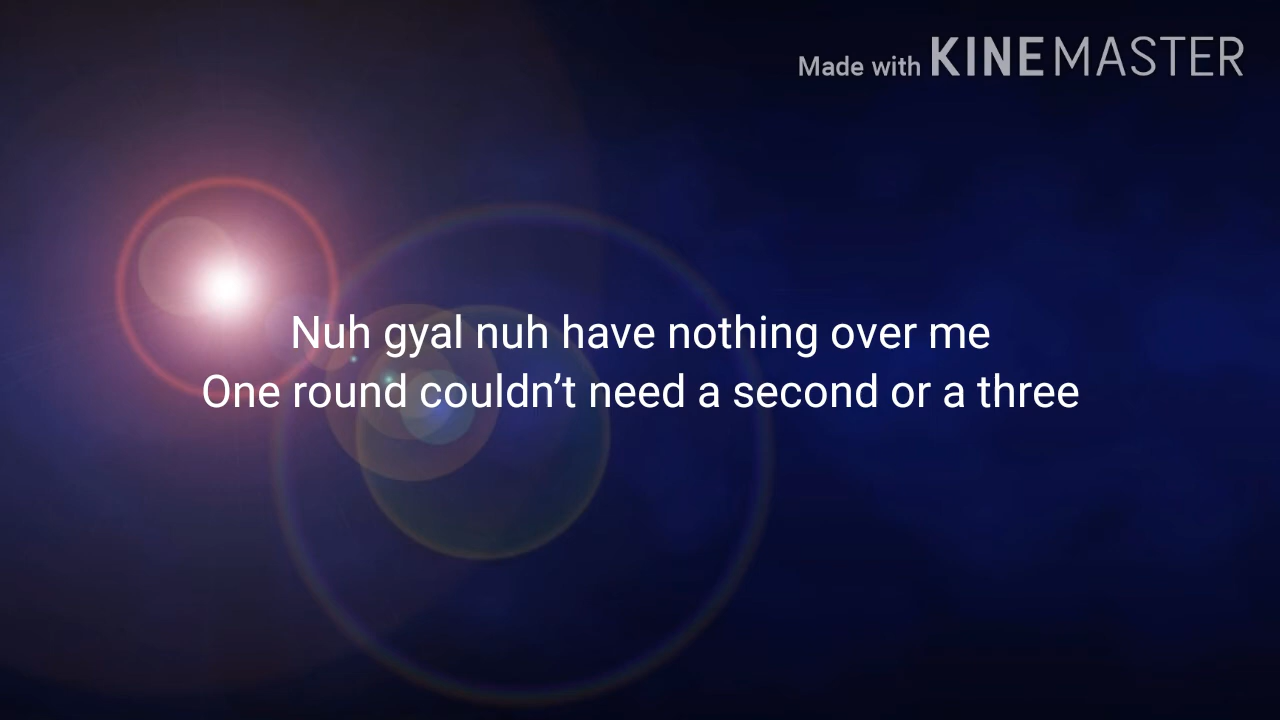 Made with KINEMASTER
Nuh gyal nuh have nothing over me
One round couldn’t need a second or a three